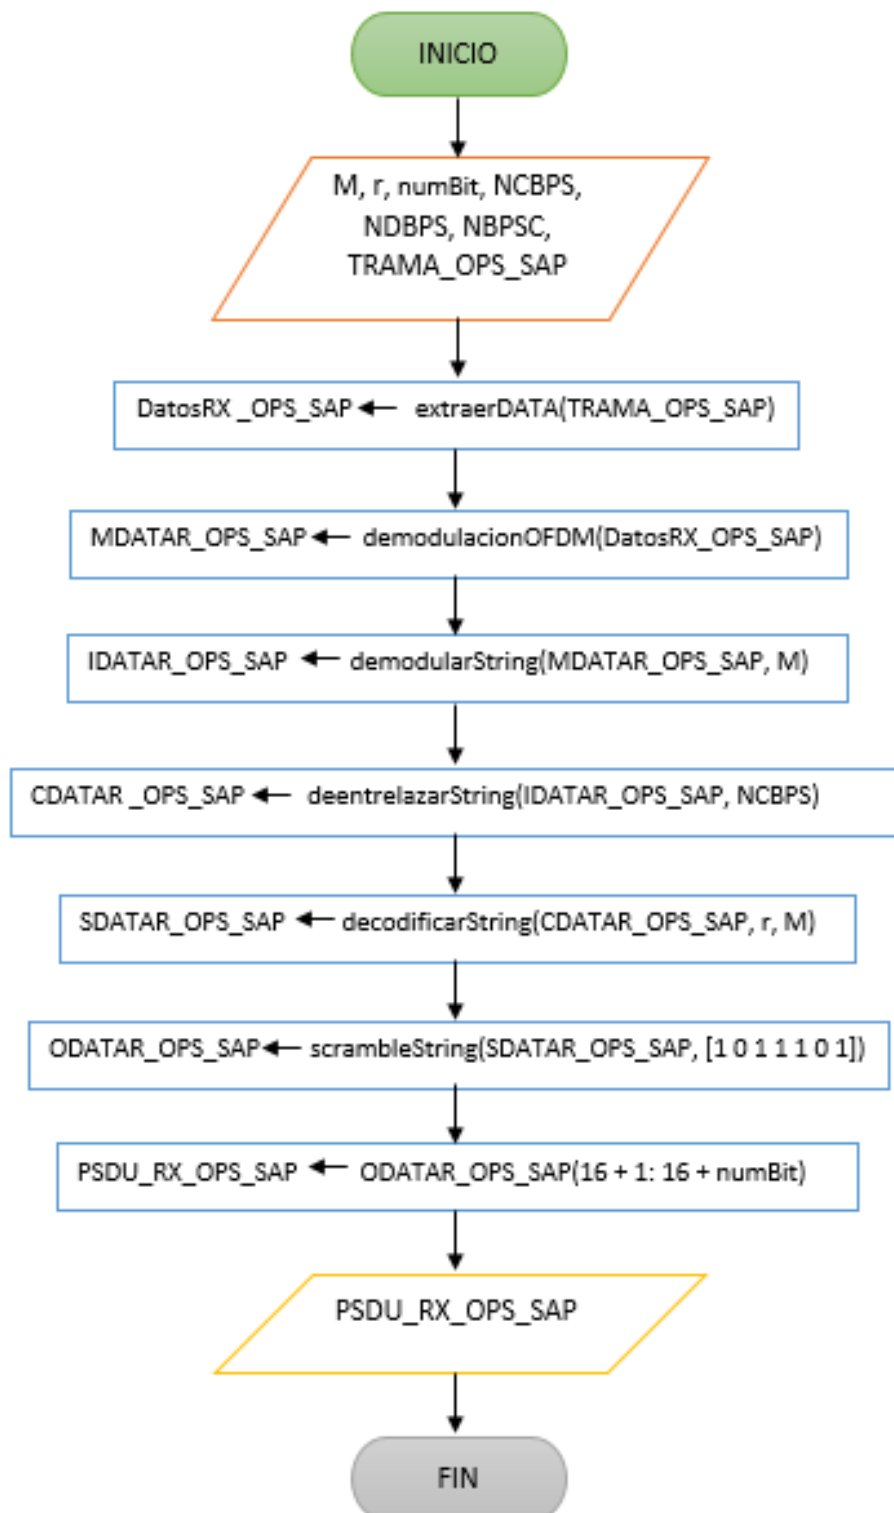 INICIO
M, r, numBit, NCBPS,
NDBPS, NBPSC,
TRAMA_OPS_SAP
DatosRX _OPS_SAP ← extraerDATA(TRAMA_OPS_SAP)
MDATAR_OPS_SAP ← demodulacionOFDM(DatosRX_OPS_SAP)
IDATAR_OPS_SAP ← demodularString(MDATAR_OPS_SAP, M)
CDATAR _OPS_SAP ← deentrelazarString(IDATAR_OPS_SAP, NCBPS)
SDATAR_OPS_SAP ← decodificarString(CDATAR_OPS_SAP, r, M)
ODATAR_OPS_SAP ← scrambleString(SDATAR_OPS_SAP, [1 0 1 1 1 0 1])
PSDU_RX_OPS_SAP ← ODATAR_OPS_SAP(16 + 1: 16 + numBit)
PSDU_RX_OPS_SAP
FIN